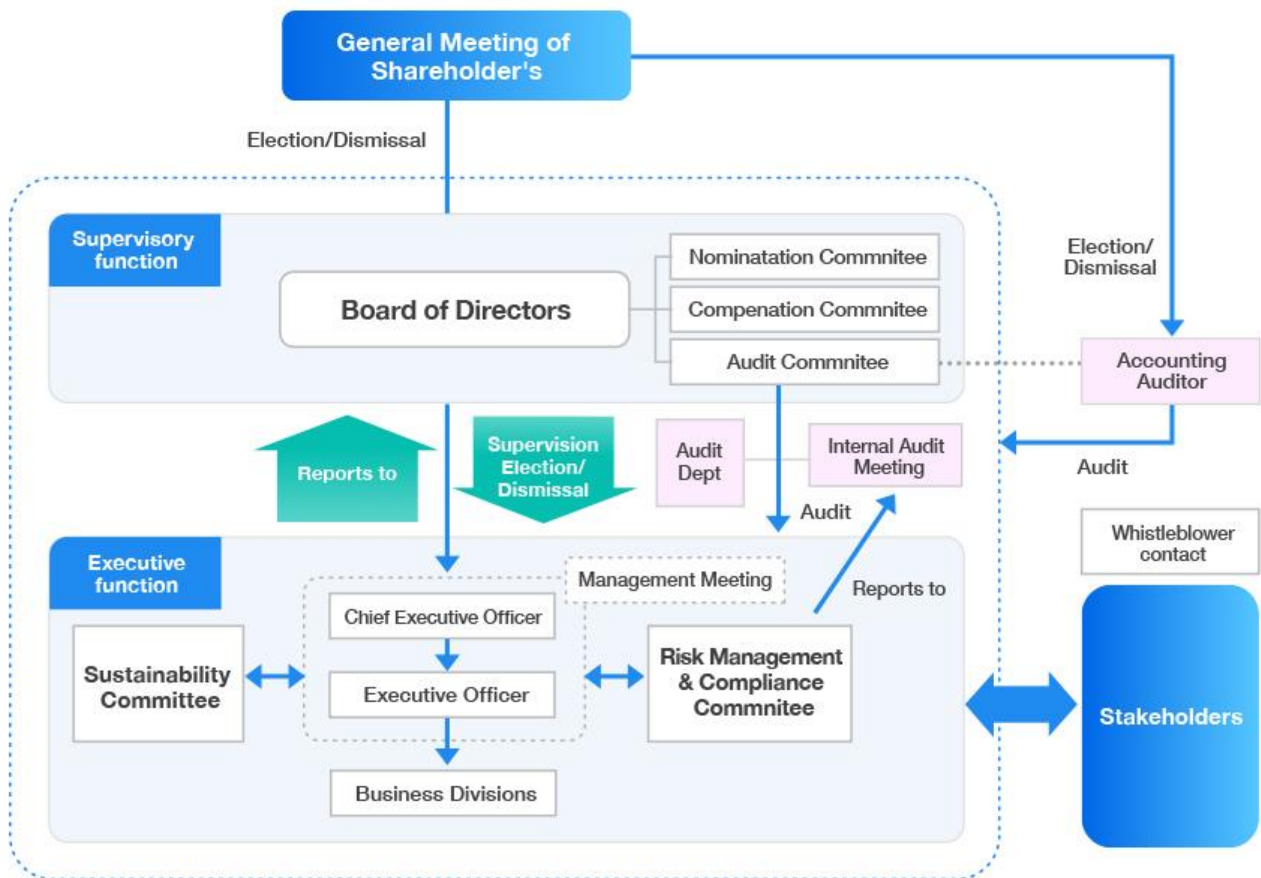 General Meeting of
Shareholder's
Election/Dismissal
Supervisory
function
Board of Directors
Nominatation Commnitee
Compenation Commnitee
Audit Commnitee
Election/
Dismissal
Accounting
Auditor
Audit
Reports to
Supervision
Election/
Dismissal
Audit
Dept
Internal Audit
Meeting
Audit
Reports to
Whistleblower
contact
Executive
function
Management Meeting
Chief Executive Officer
Sustainability
Committee
Executive Officer
Risk Management
& Compliance
Commnitee
Business Divisions
Stakeholders